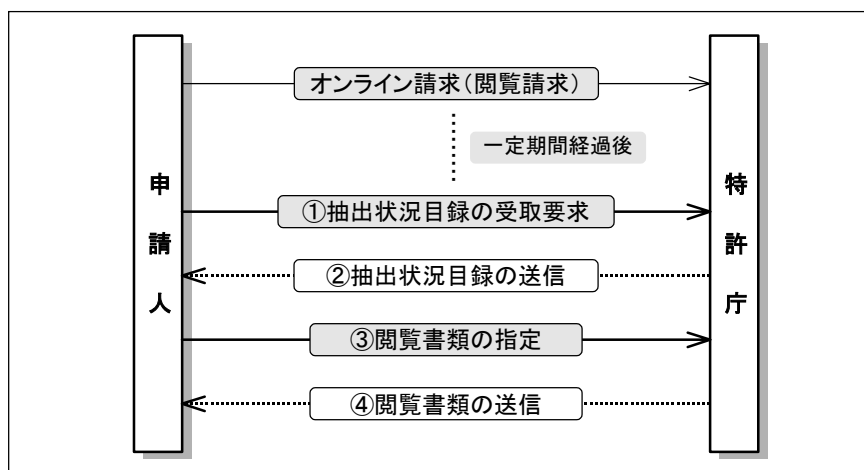 オンライン請求（閲覧請求）
一定期間経過後
申請人
特許庁
①抽出状況目録の受取要求
②抽出状況目録の送信
③閲覧書類の指定
④閲覧書類の送信